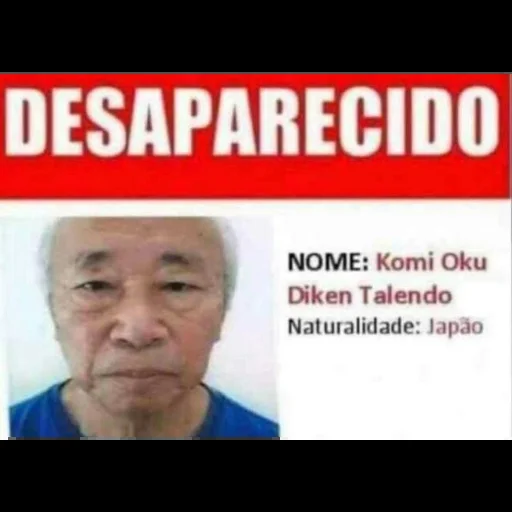 DESAPARECIDO
NOME: Komi Oku
Diken Talendo
Naturalidade: Japão